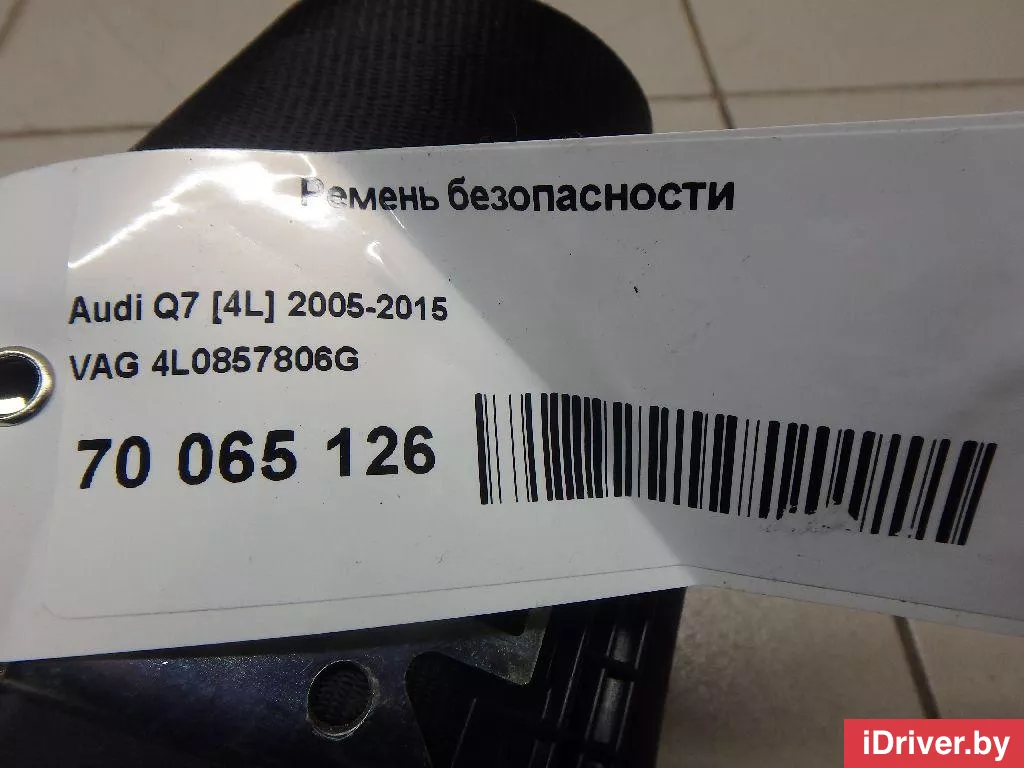 Ремень безопасности
Audi Q7 [4L] 2005-2015
VAG 4L0857806G
70 065 126
iDriver.by